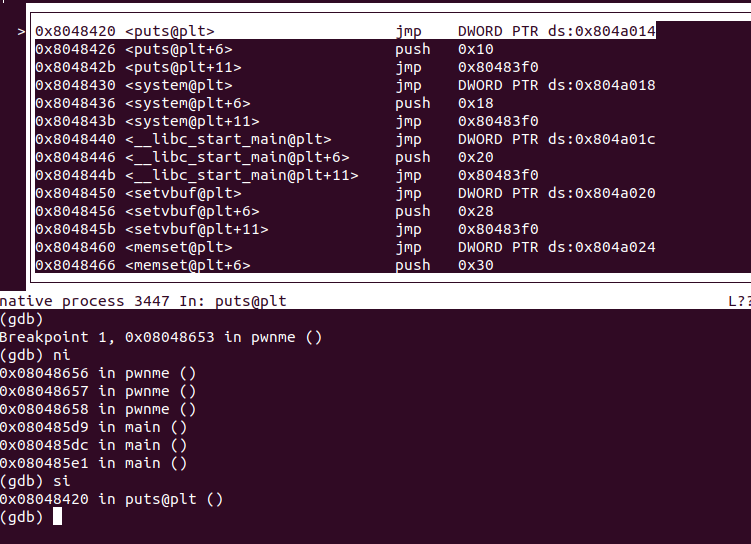 > 0x8048420 <puts@plt> jmp DWORD PTR ds:0x804a014
0x8048426 <puts@plt+6> push 0x10
0x804842b <puts@plt+11> jmp 0x80483f0
0x8048430 <system@plt> jmp DWORD PTR ds:0x804a018
0x8048436 <system@plt+6> push 0x18
0x804843b <system@plt+11> jmp 0x80483f0
0x8048440 <__libc_start_main@plt> jmp DWORD PTR ds:0x804a01c
0x8048446 <__libc_start_main@plt+6> push 0x20
0x804844b <__libc_start_main@plt+11> jmp 0x80483f0
0x8048450 <setvbuf@plt> jmp DWORD PTR ds:0x804a020
0x8048456 <setvbuf@plt+6> push 0x28
0x804845b <setvbuf@plt+11> jmp 0x80483f0
0x8048460 <memset@plt> jmp DWORD PTR ds:0x804a024
0x8048466 <memset@plt+6> push 0x30
native process 3447 In: puts@plt L??
(gdb)
Breakpoint 1, 0x08048653 in pwnme ()
(gdb) ni
0x08048656 in pwnme ()
0x08048657 in pwnme ()
0x08048658 in pwnme ()
0x080485d9 in main ()
0x080485dc in main ()
0x080485e1 in main ()
(gdb) si
0x08048420 in puts@plt ()
(gdb)